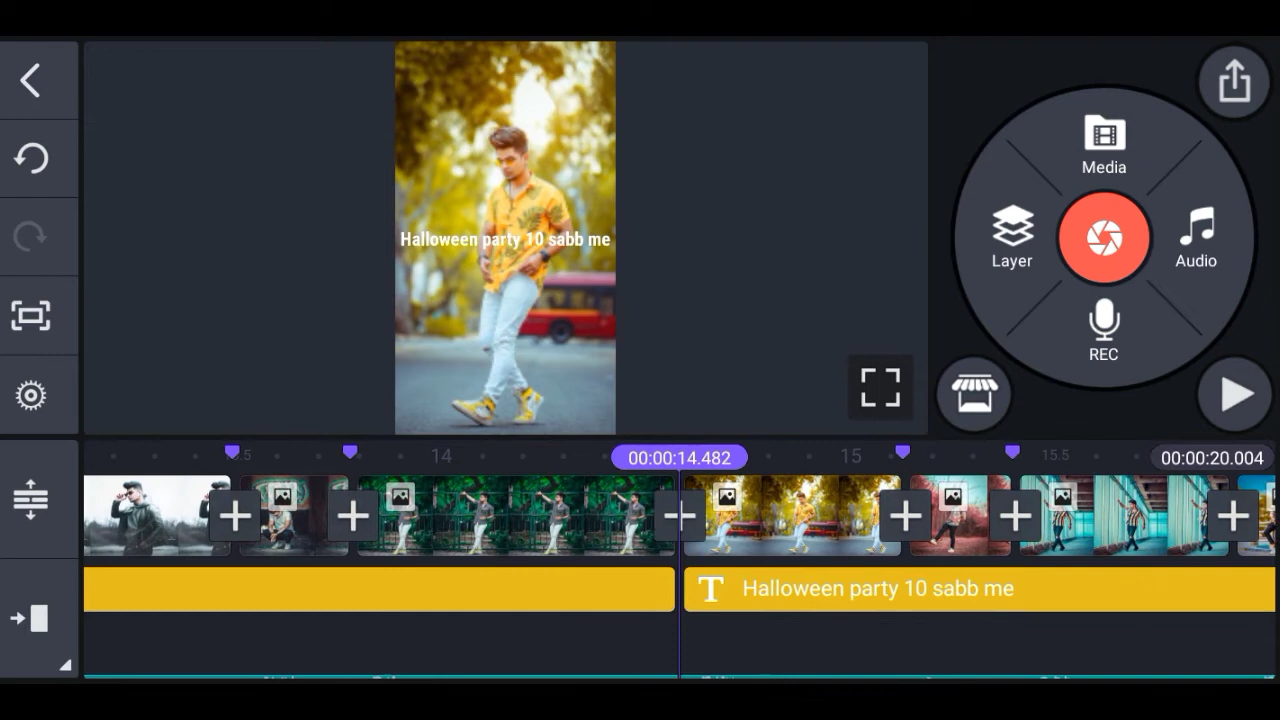 Media
Layer
Audio
REC
Halloween party 10 sabb me
14
00:00:14.482
15
15.5
00:00:20.004
T Halloween party 10 sabb me